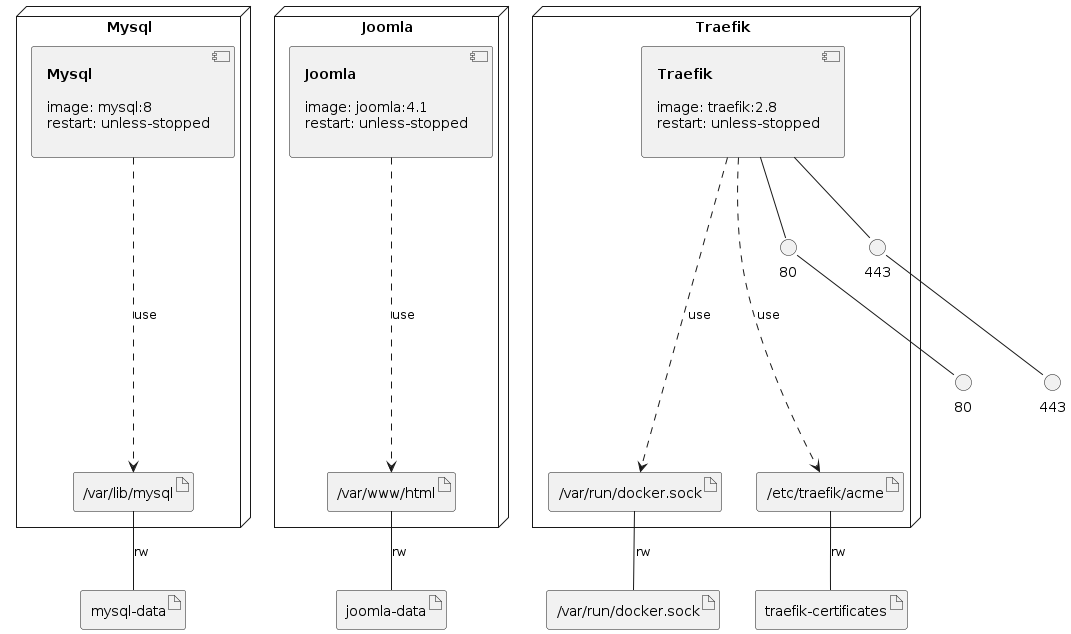 Mysql
Mysql
image: mysql:8
restart: unless-stopped
use
/var/lib/mysql
rw
mysql-data
Joomla
Joomla
image: joomla:4.1
restart: unless-stopped
use
/var/www/html
rw
joomla-data
Traefik
Traefik
image: traefik:2.8
restart: unless-stopped
80
443
use
use
80
443
/var/run/docker.sock
/etc/traefik/acme
rw
rw
/var/run/docker.sock
traefik-certificates